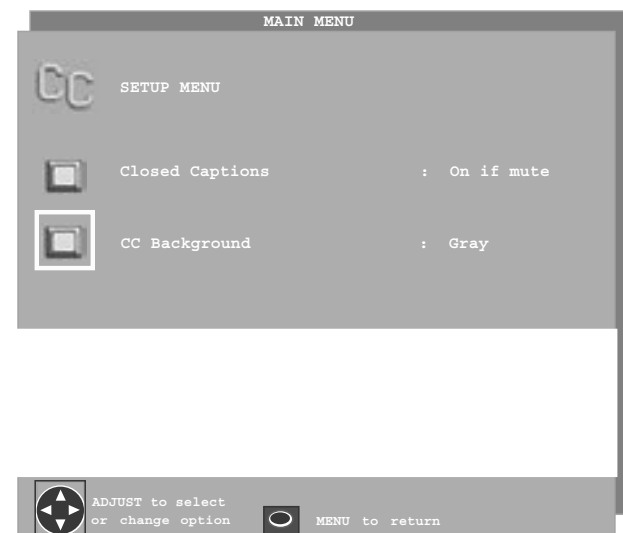 MAIN MENU
CC
SETUP MENU
Closed Captions : On if mute
CC Background : Gray
ADJUST to select
or change option
MENU to return